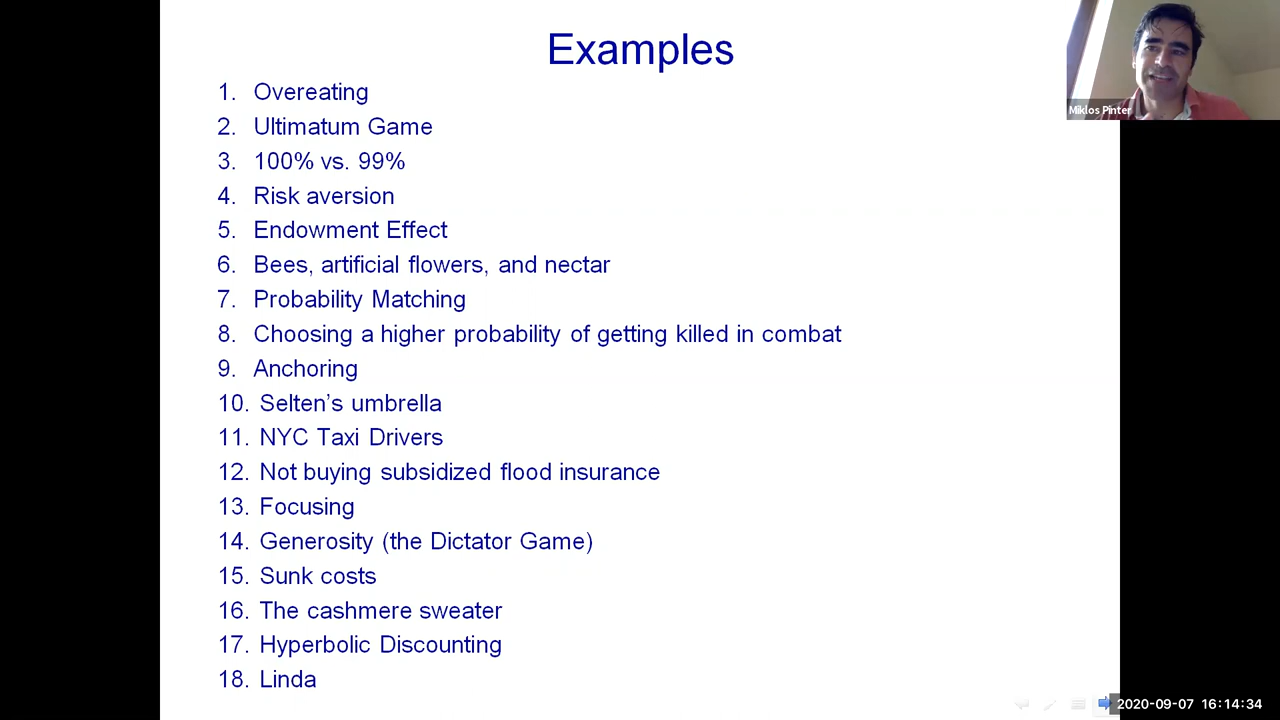 Examples
1. Overeating
2. Ultimatum Game
3. 100% vs. 99%
4. Risk aversion
5. Endowment Effect
6. Bees, artificial flowers, and nectar
7. Probability Matching
8. Choosing a higher probability of getting killed in combat
9. Anchoring
10. Selten’s umbrella
11. NYC Taxi Drivers
12. Not buying subsidized flood insurance
13. Focusing
14. Generosity (the Dictator Game)
15. Sunk costs
16. The cashmere sweater
17. Hyperbolic Discounting
18. Linda
Miklos Pinter
2020-09-07 16:14:34